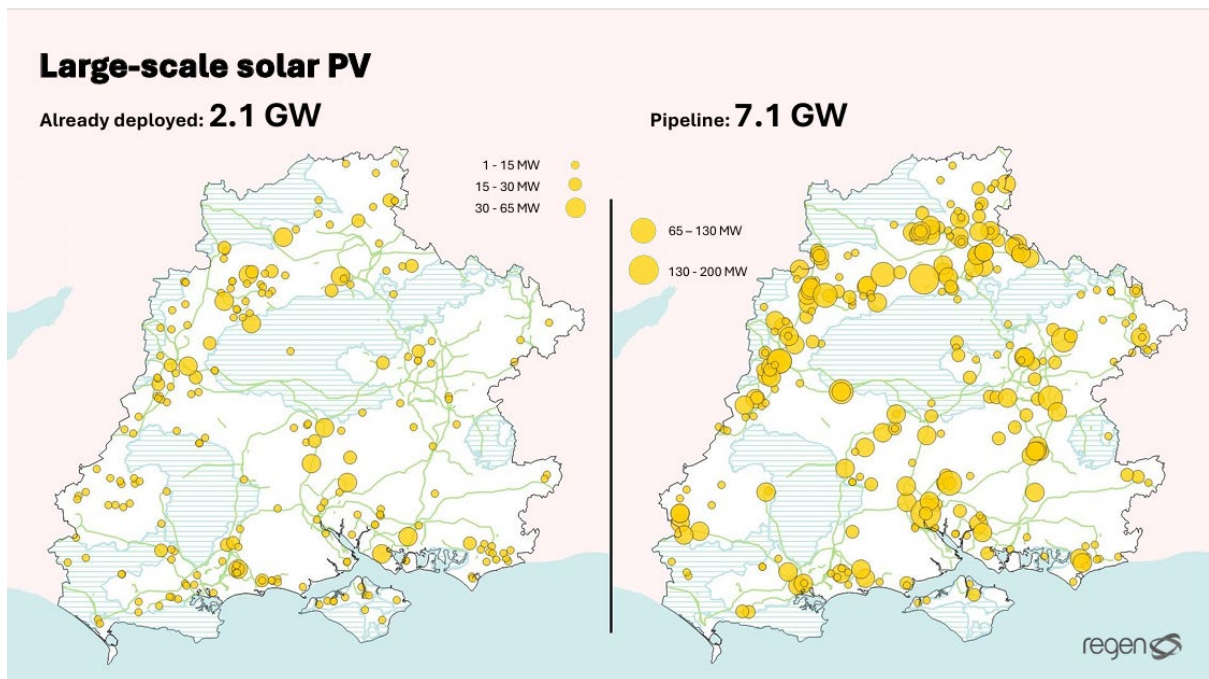 Large-scale solar PV
Already deployed: 2.1 GW
1 - 15 MW
15 - 30 MW
30 - 65 MW
Pipeline: 7.1 GW
65 – 130 MW
130 - 200 MW
regen